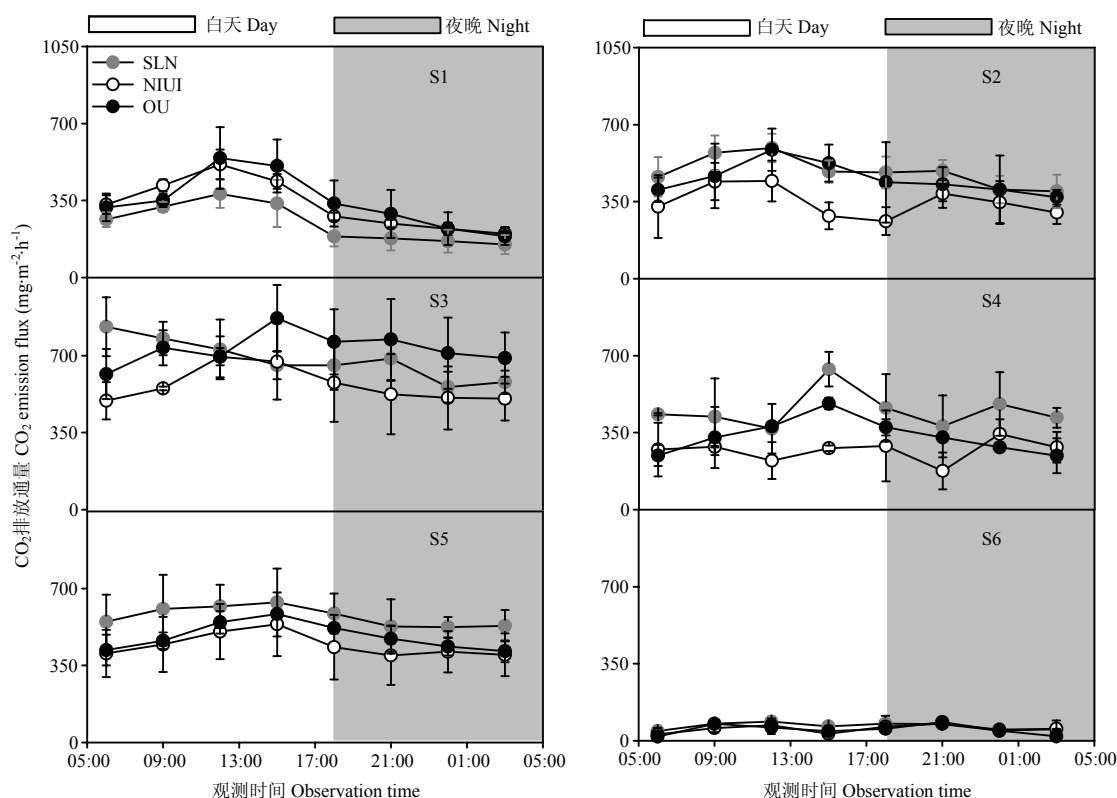 白天 Day 夜晚 Night
白天 Day 夜晚 Night
CO₂排放通量 CO₂ emission flux (mg·m⁻²·h⁻¹)
1050
700
350
0
SLN
NIUI
OU
S1
1050
700
350
0
S2
700
350
0
S3
700
350
0
S4
700
350
0
S5
700
350
0
S6
05:00 09:00 13:00 17:00 21:00 01:00 05:00
05:00 09:00 13:00 17:00 21:00 01:00 05:00
观测时间 Observation time
观测时间 Observation time